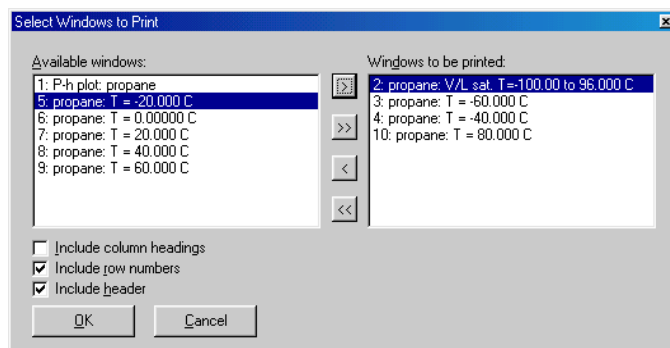 Select Windows to Print
Available windows:
1: P-h plot: propane
5: propane: T = -20.000 C
6: propane: T = 0.00000 C
7: propane: T = 20.000 C
8: propane: T = 40.000 C
9: propane: T = 60.000 C
>
>>
<
<<
Windows to be printed:
2: propane: V/L sat. T=-100.00 to 96.000 C
3: propane: T = -60.000 C
4: propane: T = -40.000 C
10: propane: T = 80.000 C
Include column headings
Include row numbers
Include header
OK
Cancel